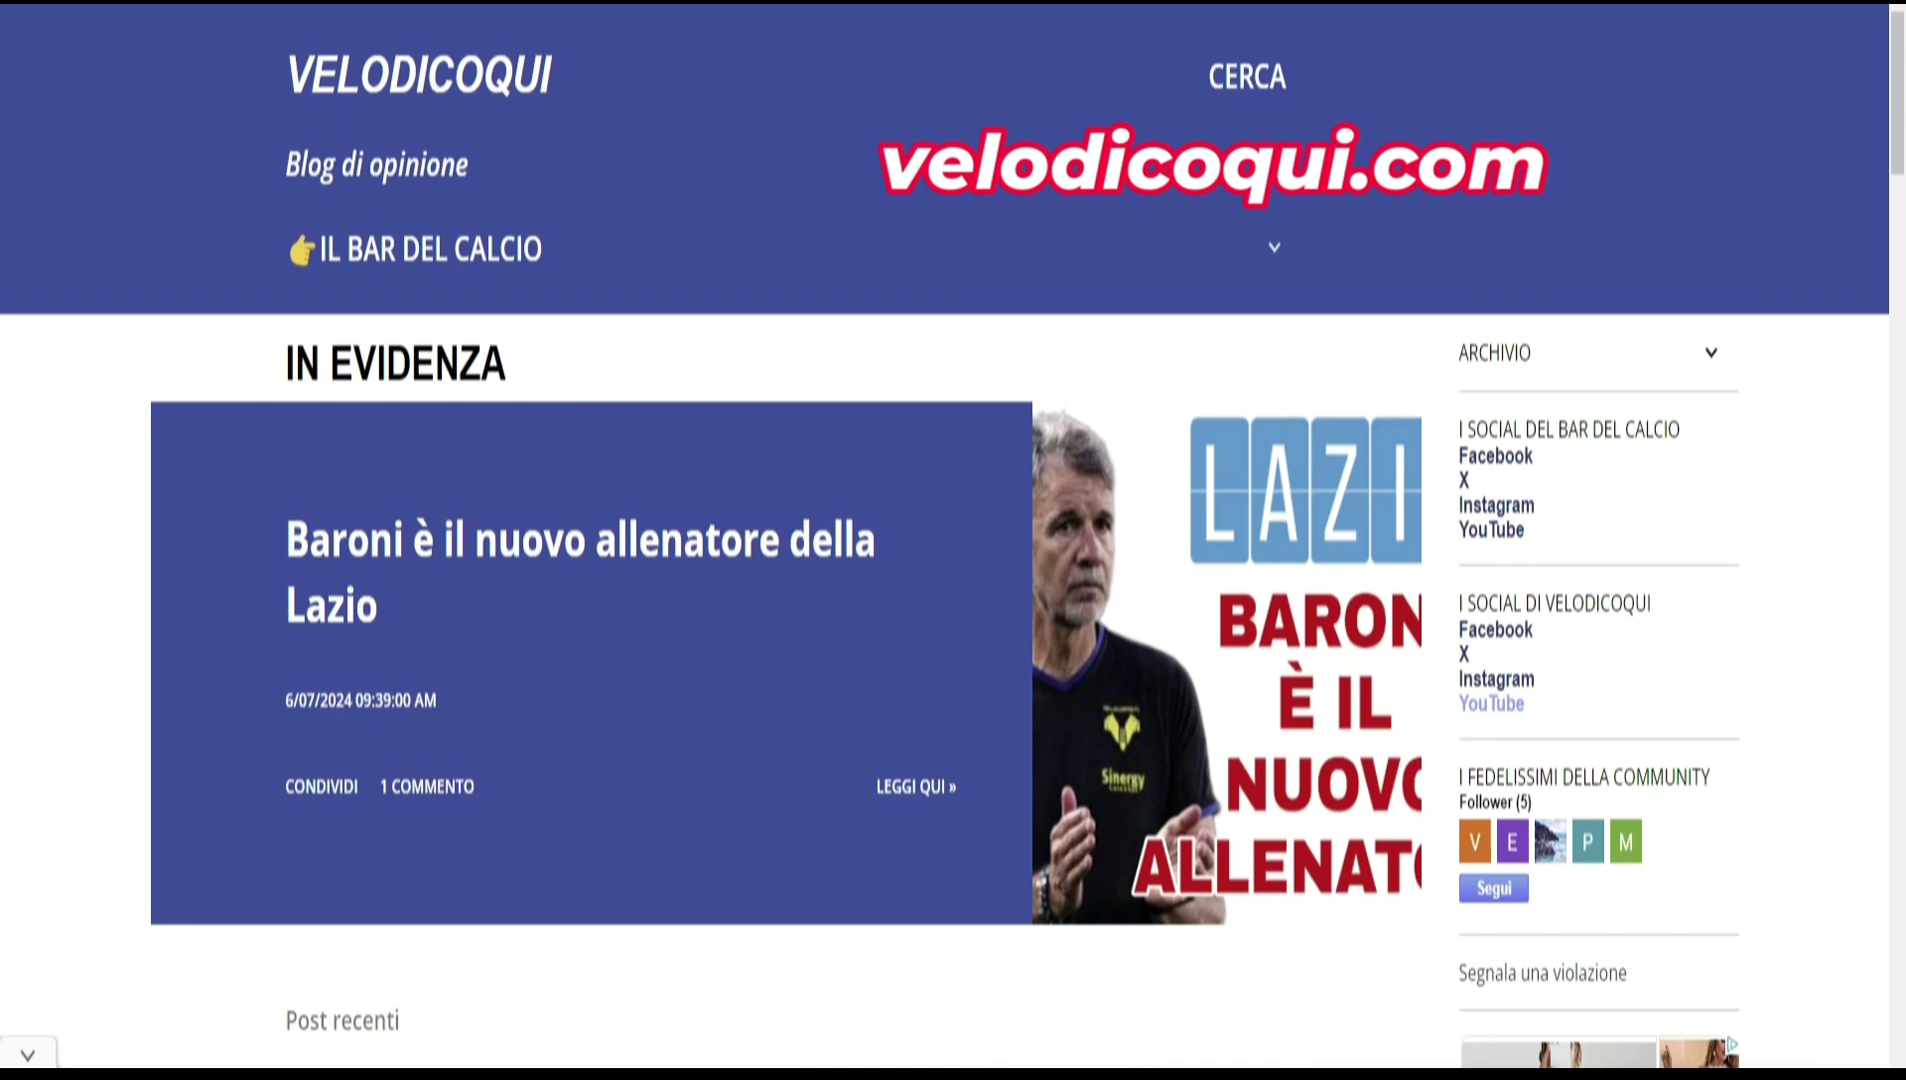 VELODICOQUI
CERCA
velodicoqui.com
Blog di opinione
👉IL BAR DEL CALCIO
IN EVIDENZA
Baroni è il nuovo allenatore della
Lazio
6/07/2024 09:39:00 AM
CONDIVIDI 1 COMMENTO
LEGGI QUI »
LAZI
BARON
È IL
NUOVO
ALLENATO
Sinergy
ARCHIVIO
I SOCIAL DEL BAR DEL CALCIO
Facebook
X
Instagram
YouTube
I SOCIAL DI VELODICOQUI
Facebook
X
Instagram
YouTube
I FEDELISSIMI DELLA COMMUNITY
Follower (5)
V E P M
Segui
Segnala una violazione
Post recenti